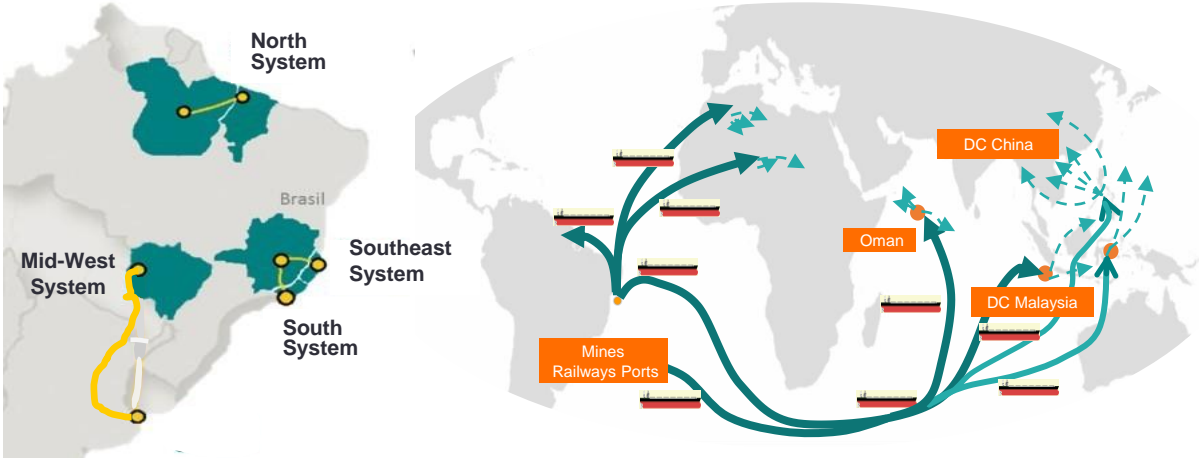 North
System
Brasil
Mid-West
System
Southeast
System
South
System
DC China
Oman
DC Malaysia
Mines
Railways Ports